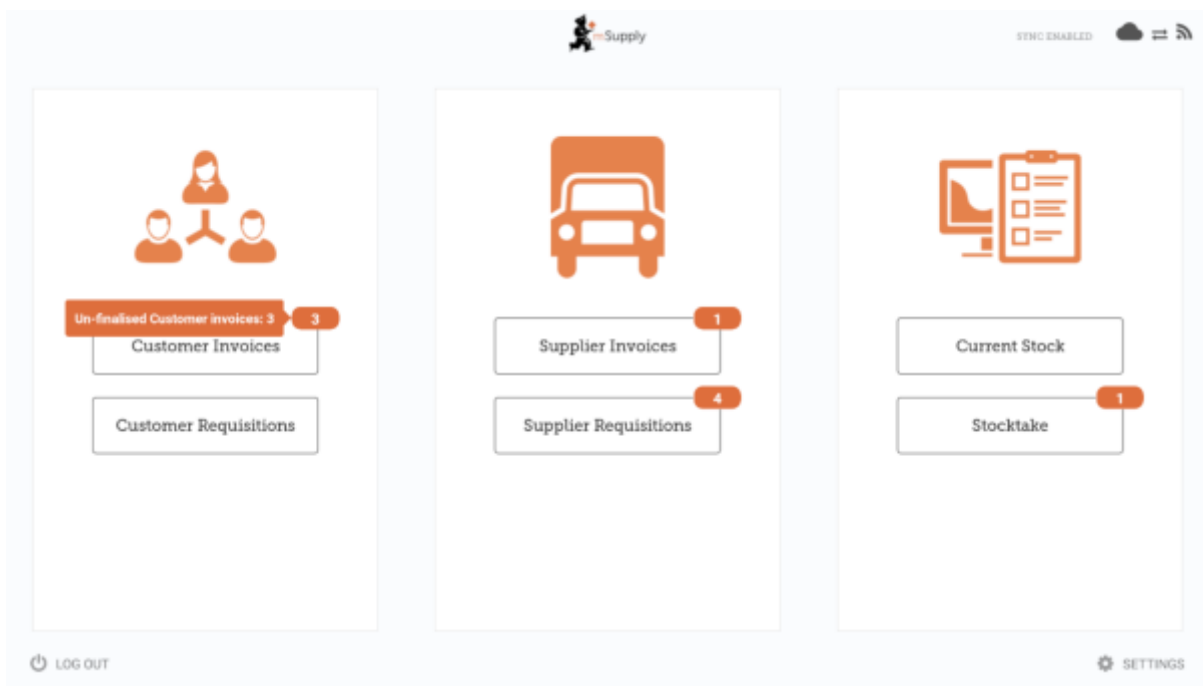 mSupply
SYNC ENABLED
Un-finalised Customer invoices: 3
3
Customer Invoices
Customer Requisitions
1
Supplier Invoices
4
Supplier Requisitions
Current Stock
1
Stocktake
LOG OUT
SETTINGS